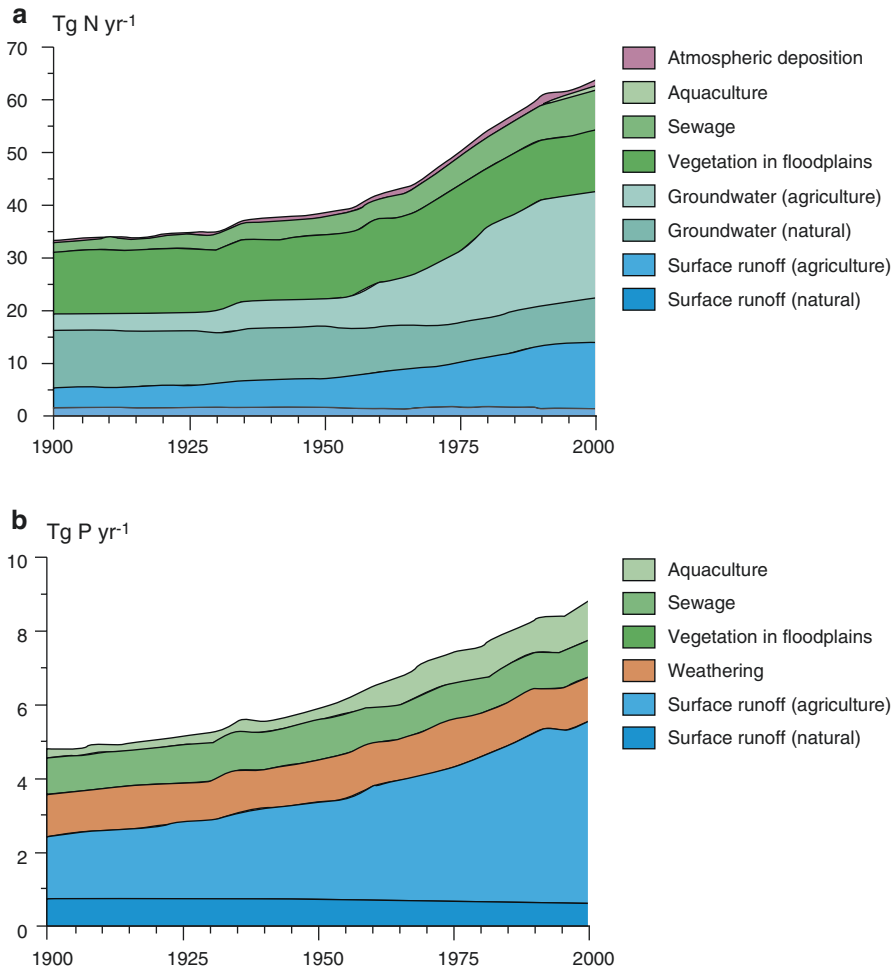 a
Tg N yr-1
70
60
50
40
30
20
10
0
1900 1925 1950 1975 2000
Atmospheric deposition
Aquaculture
Sewage
Vegetation in floodplains
Groundwater (agriculture)
Groundwater (natural)
Surface runoff (agriculture)
Surface runoff (natural)
b
Tg P yr-1
10
8
6
4
2
0
1900 1925 1950 1975 2000
Aquaculture
Sewage
Vegetation in floodplains
Weathering
Surface runoff (agriculture)
Surface runoff (natural)